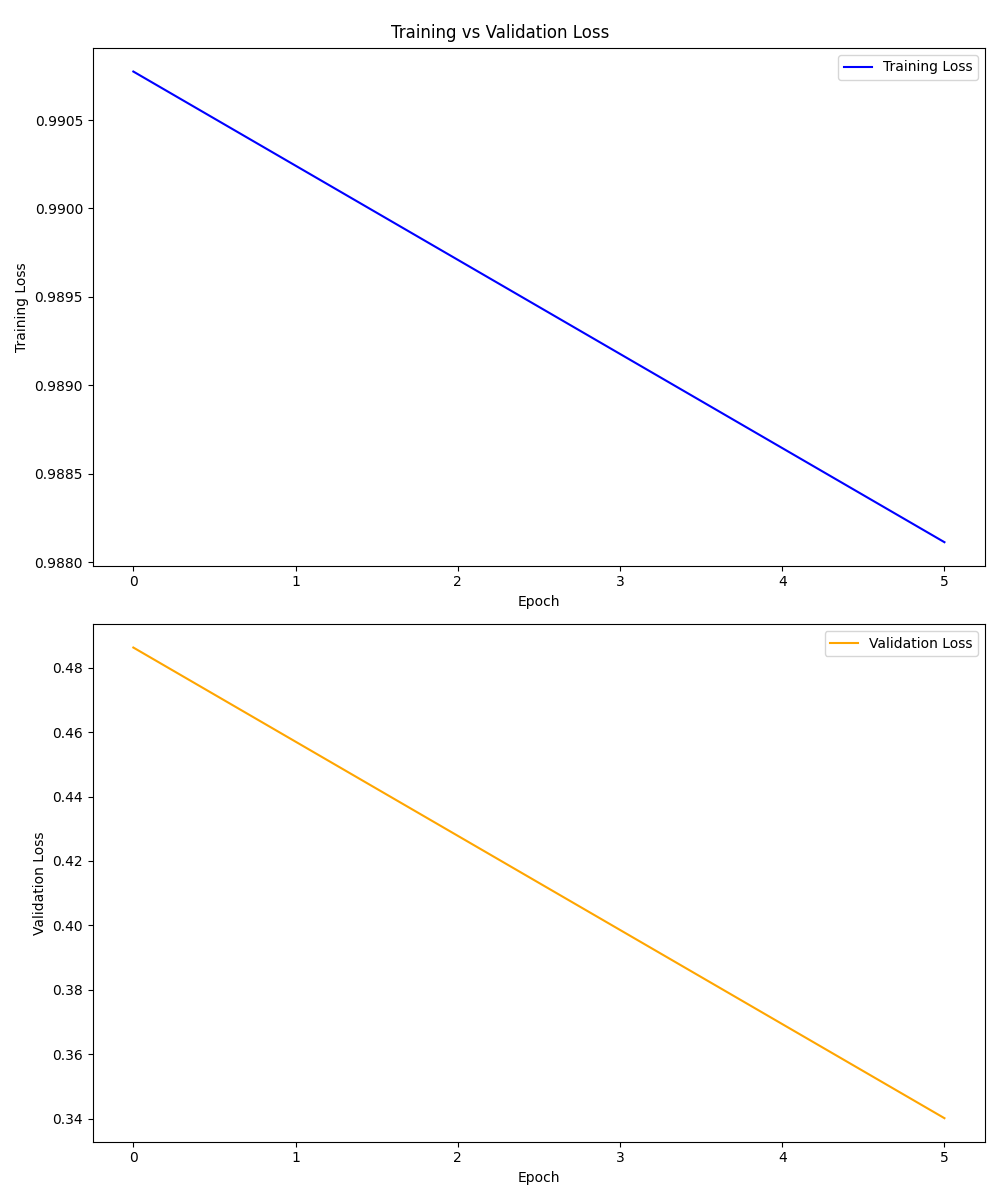 Training vs Validation Loss
Training Loss
0.9905
0.9900
0.9895
0.9890
0.9885
0.9880
Training Loss
0 1 2 3 4 5
Epoch
Validation Loss
0.48
0.46
0.44
0.42
0.40
0.38
0.36
0.34
Validation Loss
0 1 2 3 4 5
Epoch